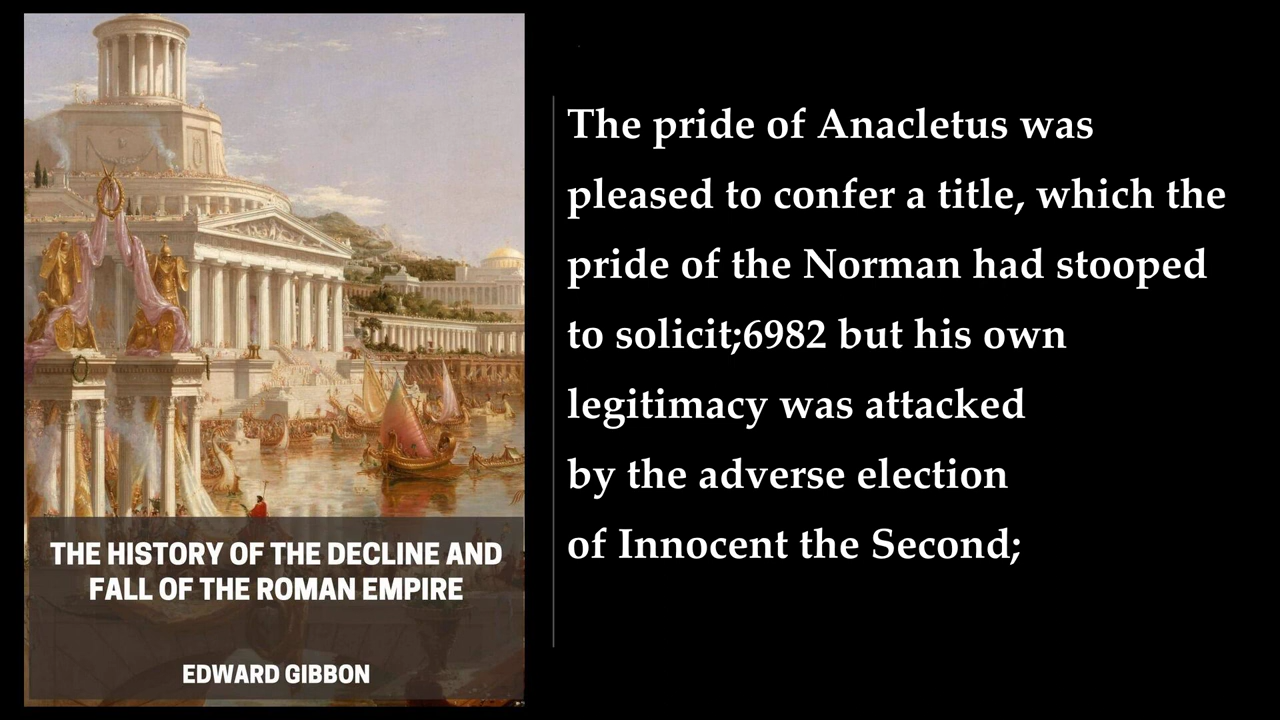 THE HISTORY OF THE DECLINE AND
FALL OF THE ROMAN EMPIRE
EDWARD GIBBON
The pride of Anacletus was
pleased to confer a title, which the
pride of the Norman had stooped
to solicit;6982 but his own
legitimacy was attacked
by the adverse election
of Innocent the Second;